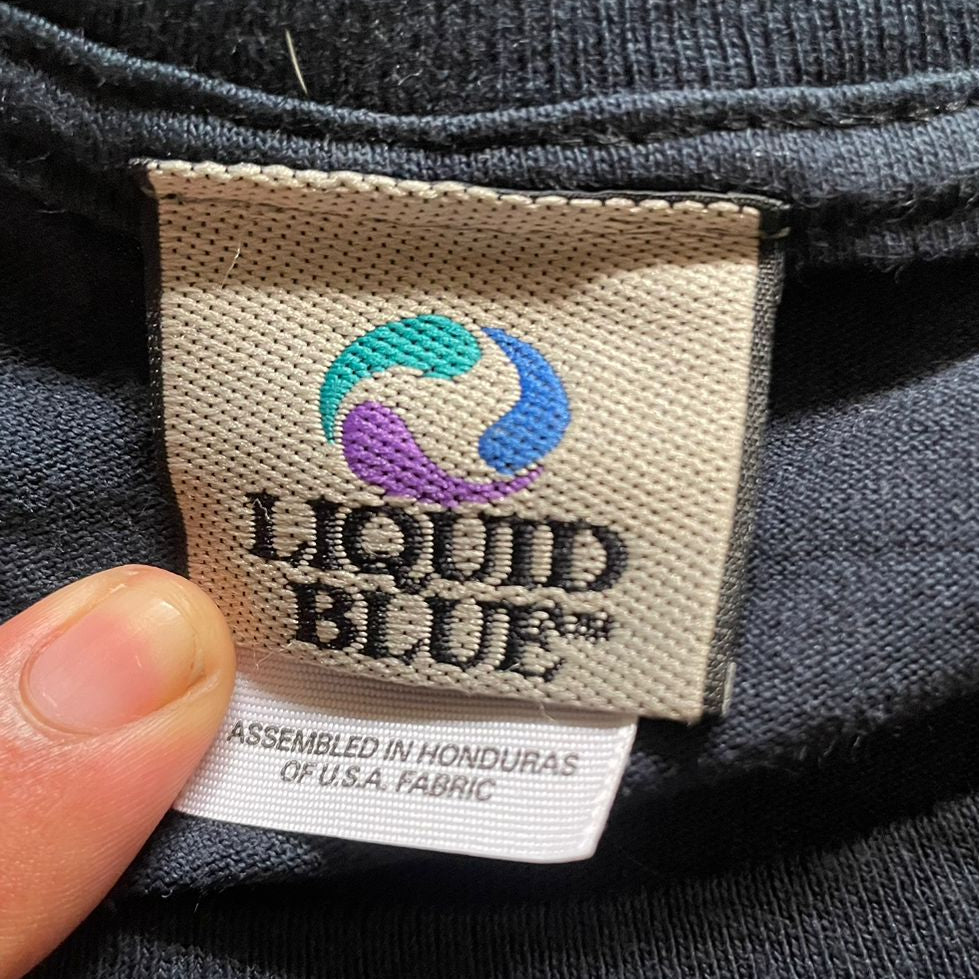 LIQUID
BLUE
ASSEMBLED IN HONDURAS
OF U.S.A. FABRIC